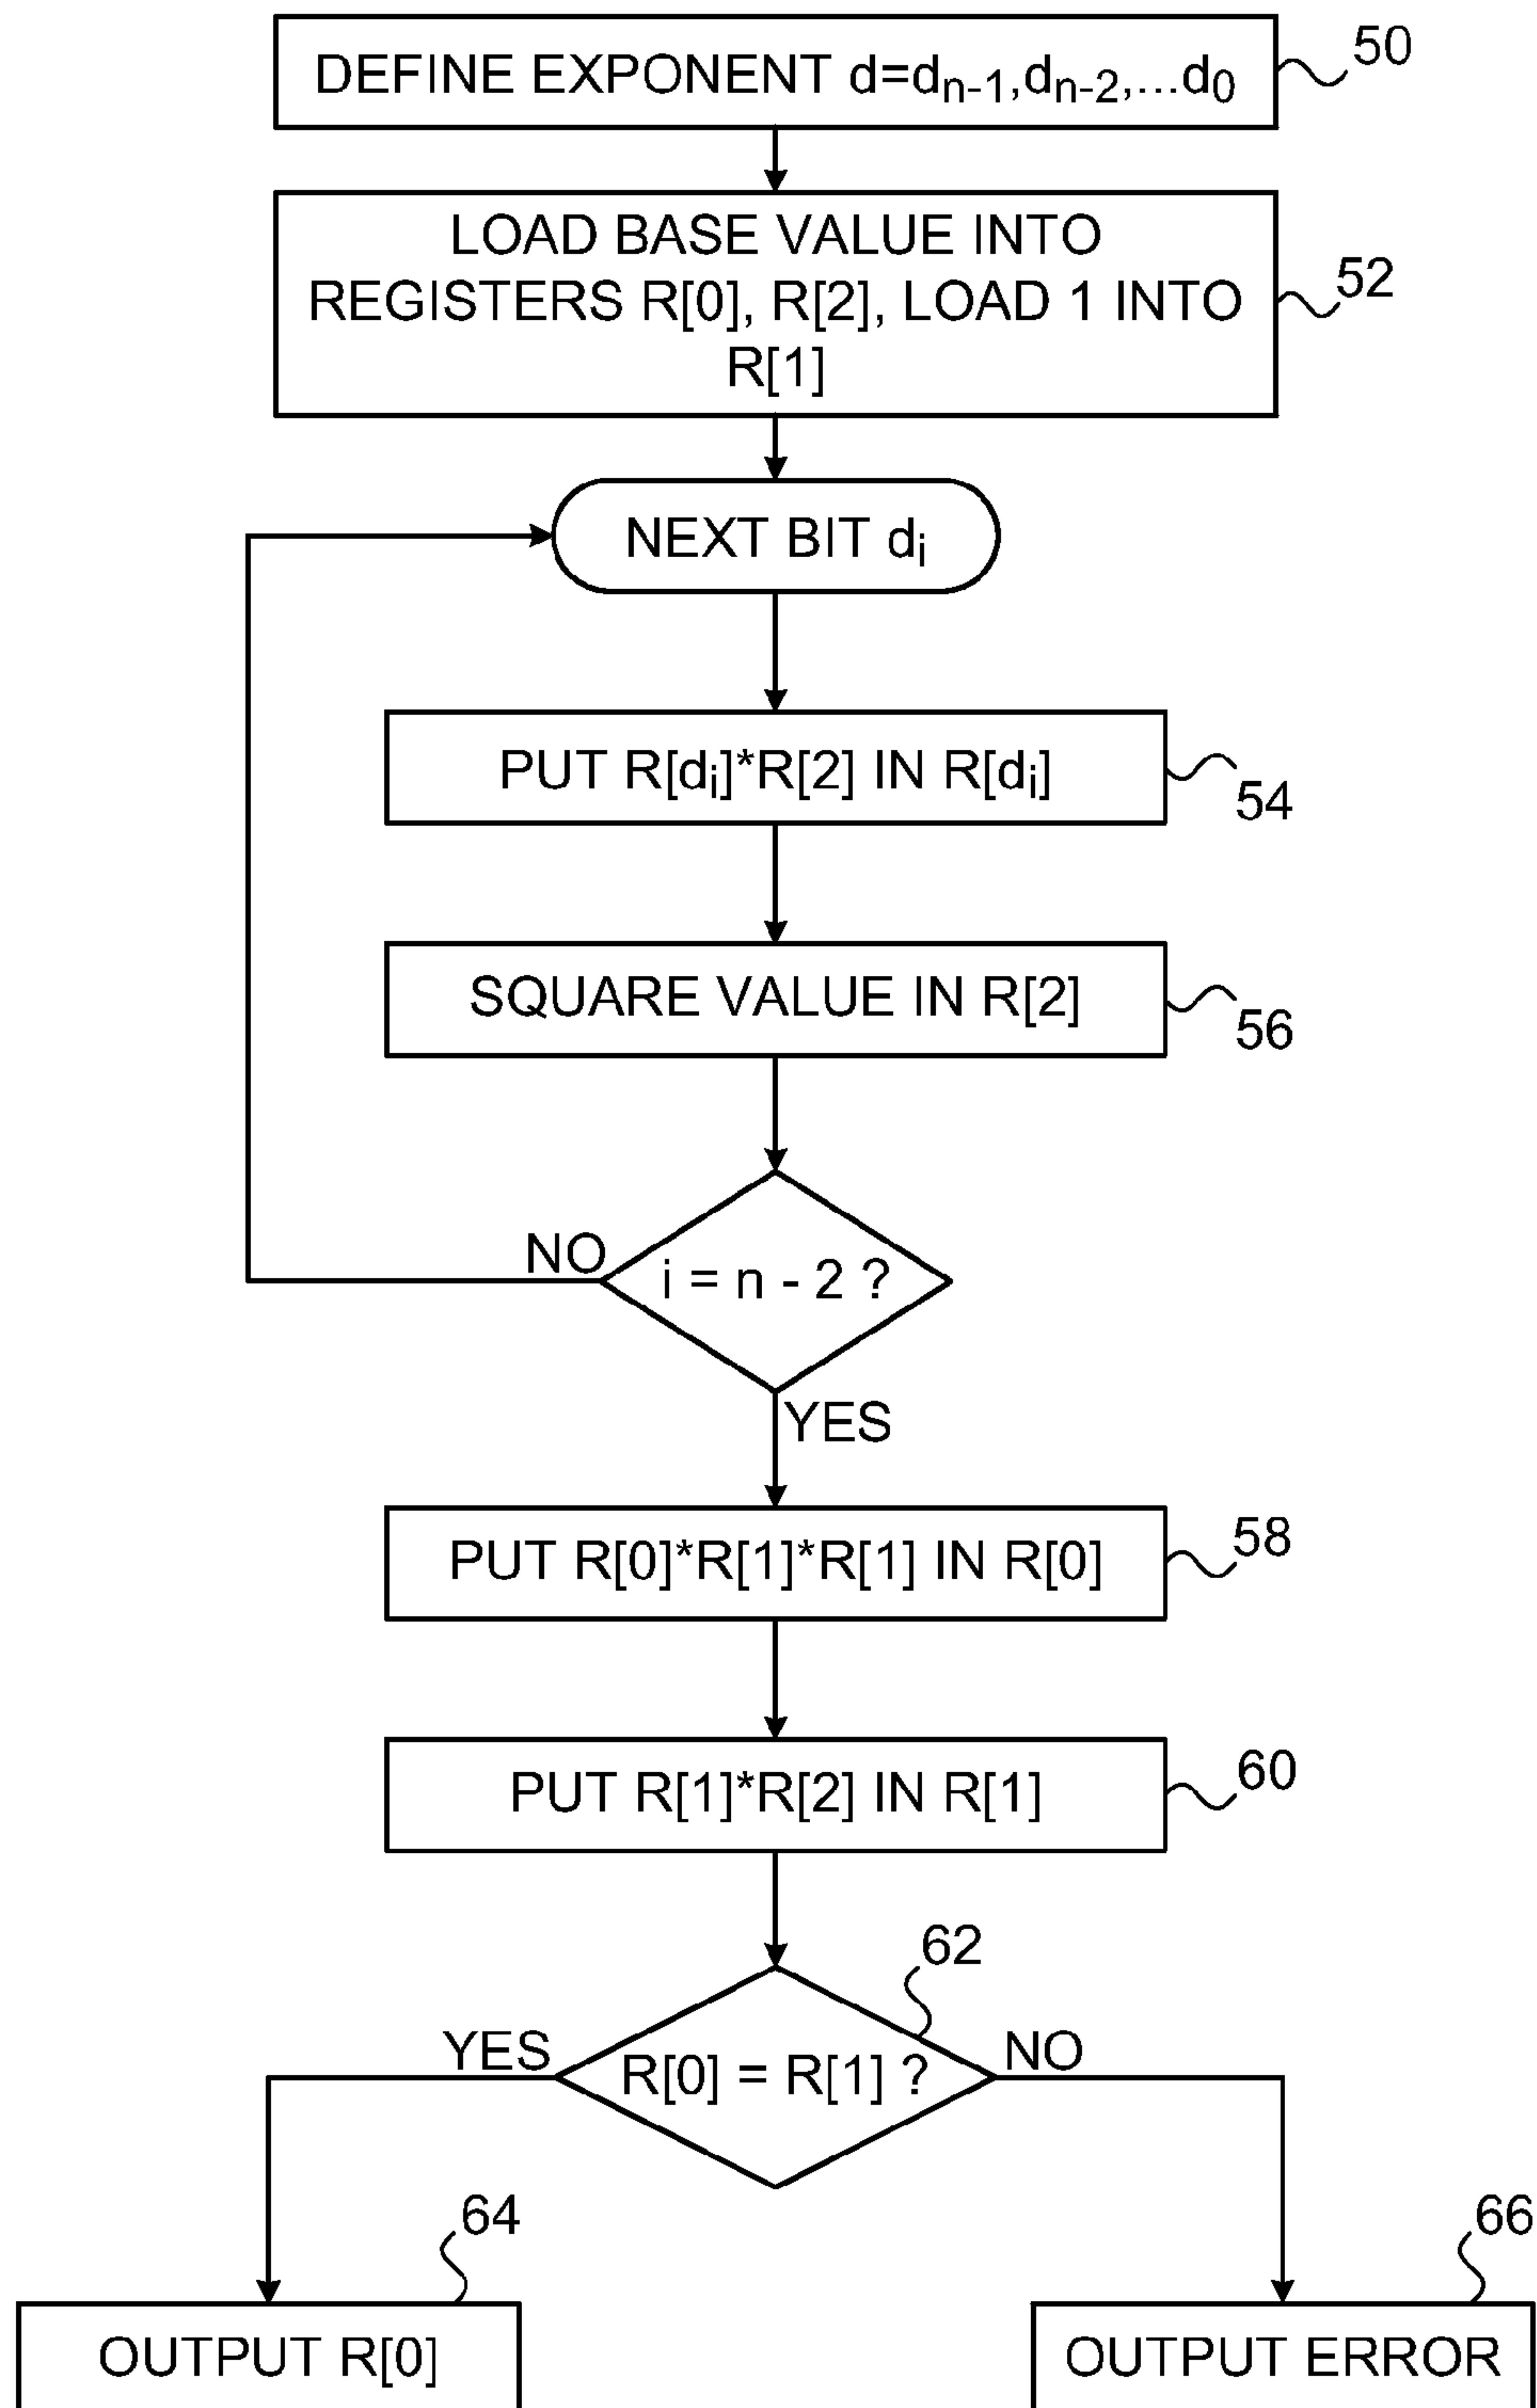 DEFINE EXPONENT d=dn-1,dn-2,...d0
50
LOAD BASE VALUE INTO
REGISTERS R[0], R[2], LOAD 1 INTO
R[1]
52
NEXT BIT di
PUT R[di]*R[2] IN R[di]
54
SQUARE VALUE IN R[2]
56
NO
i = n - 2 ?
YES
PUT R[0]*R[1]*R[1] IN R[0]
58
PUT R[1]*R[2] IN R[1]
60
62
YES
R[0] = R[1] ?
NO
64
66
OUTPUT R[0]
OUTPUT ERROR